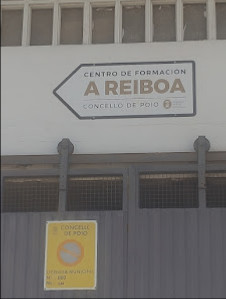 CENTRO DE FORMACION
A REIBOA
CONCELLO DE POIO
CONCELLO
DE POIO